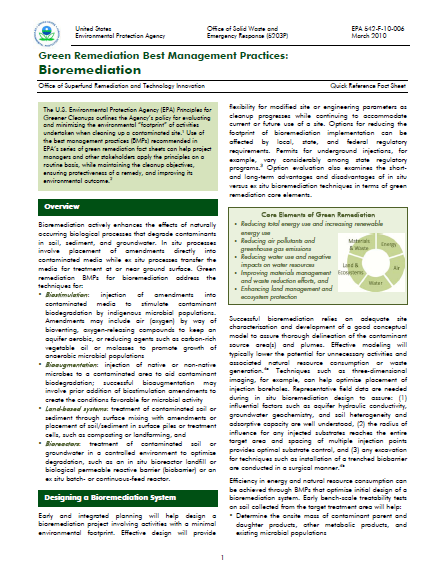 United States
Environmental Protection Agency
Office of Solid Waste and
Emergency Response (5203P)
EPA 542-F-10-006
March 2010
Green Remediation Best Management Practices:
Bioremediation
Office of Superfund Remediation and Technology Innovation
Quick Reference Fact Sheet
The U.S. Environmental Protection Agency (EPA) Principles for
Greener Cleanups outlines the Agency's policy for evaluating
and minimizing the environmental "footprint" of activities
undertaken when cleaning up a contaminated site.1 Use of
the best management practices (BMPs) recommended in
EPA's series of green remediation fact sheets can help project
managers and other stakeholders apply the principles on a
routine basis, while maintaining the cleanup objectives,
ensuring protectiveness of a remedy, and improving its
environmental outcome.2
Overview
Bioremediation actively enhances the effects of naturally
occurring biological processes that degrade contaminants
in soil, sediment, and groundwater. In situ processes
involve placement of amendments directly into
contaminated media while ex situ processes transfer the
media for treatment at or near ground surface. Green
remediation BMPs for bioremediation address the
techniques for:
• Biostimulation: injection of amendments into
contaminated media to stimulate contaminant
biodegradation by indigenous microbial populations.
Amendments may include air (oxygen) by way of
bioventing, oxygen-releasing compounds to keep an
aquifer aerobic, or reducing agents such as carbon-rich
vegetable oil or molasses to promote growth of
anaerobic microbial populations
• Bioaugmentation: injection of native or non-native
microbes to a contaminated area to aid contaminant
biodegradation; successful bioaugmentation may
involve prior addition of biostimulation amendments to
create the conditions favorable for microbial activity
• Land-based systems: treatment of contaminated soil or
sediment through surface mixing with amendments or
placement of soil/sediment in surface piles or treatment
cells, such as composting or landfarming, and
• Bioreactors: treatment of contaminated soil or
groundwater in a controlled environment to optimise
degradation, such as an in situ bioreactor landfill or
biological permeable reactive barrier (biobarrier) or an
ex situ batch- or continuous-feed reactor.
Designing a Bioremediation System
Early and integrated planning will help design a
bioremediation project involving activities with a minimal
environmental footprint. Effective design will provide
flexibility for modified site or engineering parameters as
cleanup progresses while continuing to accommodate
current or future use of a site. Options for reducing the
footprint of bioremediation implementation can be
affected by local, state, and federal regulatory
requirements. Permits for underground injections, for
example, vary considerably among state regulatory
programs.3 Option evaluation also examines the short-
and long-term advantages and disadvantages of in situ
versus ex situ bioremediation techniques in terms of green
remediation core elements.
Core Elements of Green Remediation
• Reducing total energy use and increasing renewable
energy use
• Reducing air pollutants and
greenhouse gas emissions
• Reducing water use and negative
impacts on water resources
• Improving materials management
and waste reduction efforts, and
• Enhancing land management and
ecosystem protection
Materials
& Waste
Energy
Land &
Ecosystems
Air
Water
Successful bioremediation relies on adequate site
characterization and development of a good conceptual
model to assure thorough delineation of the contaminant
source area(s) and plumes. Effective modeling will
typically lower the potential for unnecessary activities and
associated natural resource consumption or waste
generation. Techniques such as three-dimensional
imaging, for example, can help optimise placement of
injection boreholes. Representative field data are needed
during in situ bioremediation design to assure: (1)
influential factors such as aquifer hydraulic conductivity,
groundwater geochemistry, and soil heterogeneity and
adsorptive capacity are well understood, (2) the radius of
influence for any injected substrates reaches the entire
target area and spacing of multiple injection points
provides optimal substrate control, and (3) any excavation
for techniques such as installation of a trenched biobarrier
are conducted in a surgical manner.
Efficiency in energy and natural resource consumption can
be achieved through BMPs that optimise initial design of a
bioremediation system. Early bench-scale treatability tests
on soil collected from the target treatment area will help:
• Determine the onsite mass of contaminant parent and
daughter products, other metabolic products, and
existing microbial populations
1